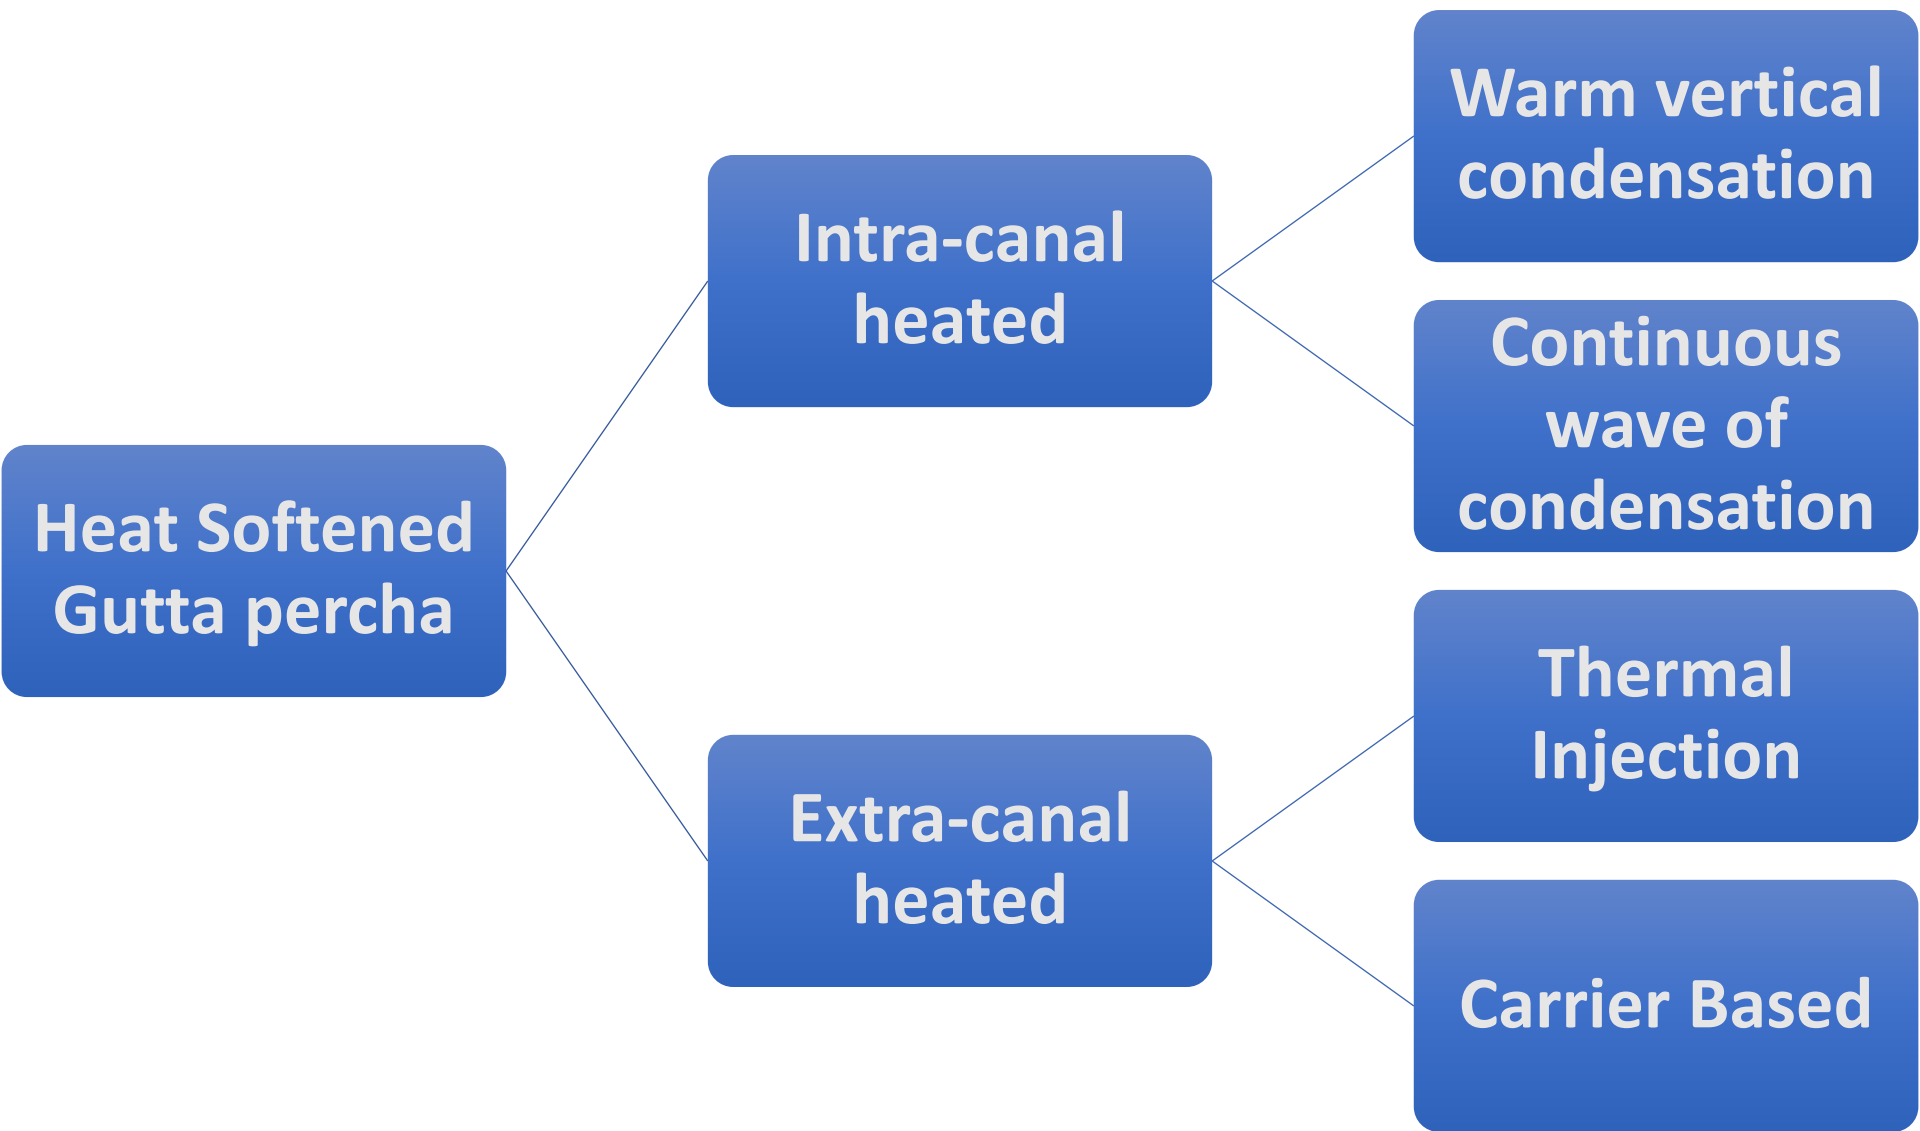 Heat Softened
Gutta percha
Intra-canal
heated
Warm vertical
condensation
Continuous
wave of
condensation
Extra-canal
heated
Thermal
Injection
Carrier Based